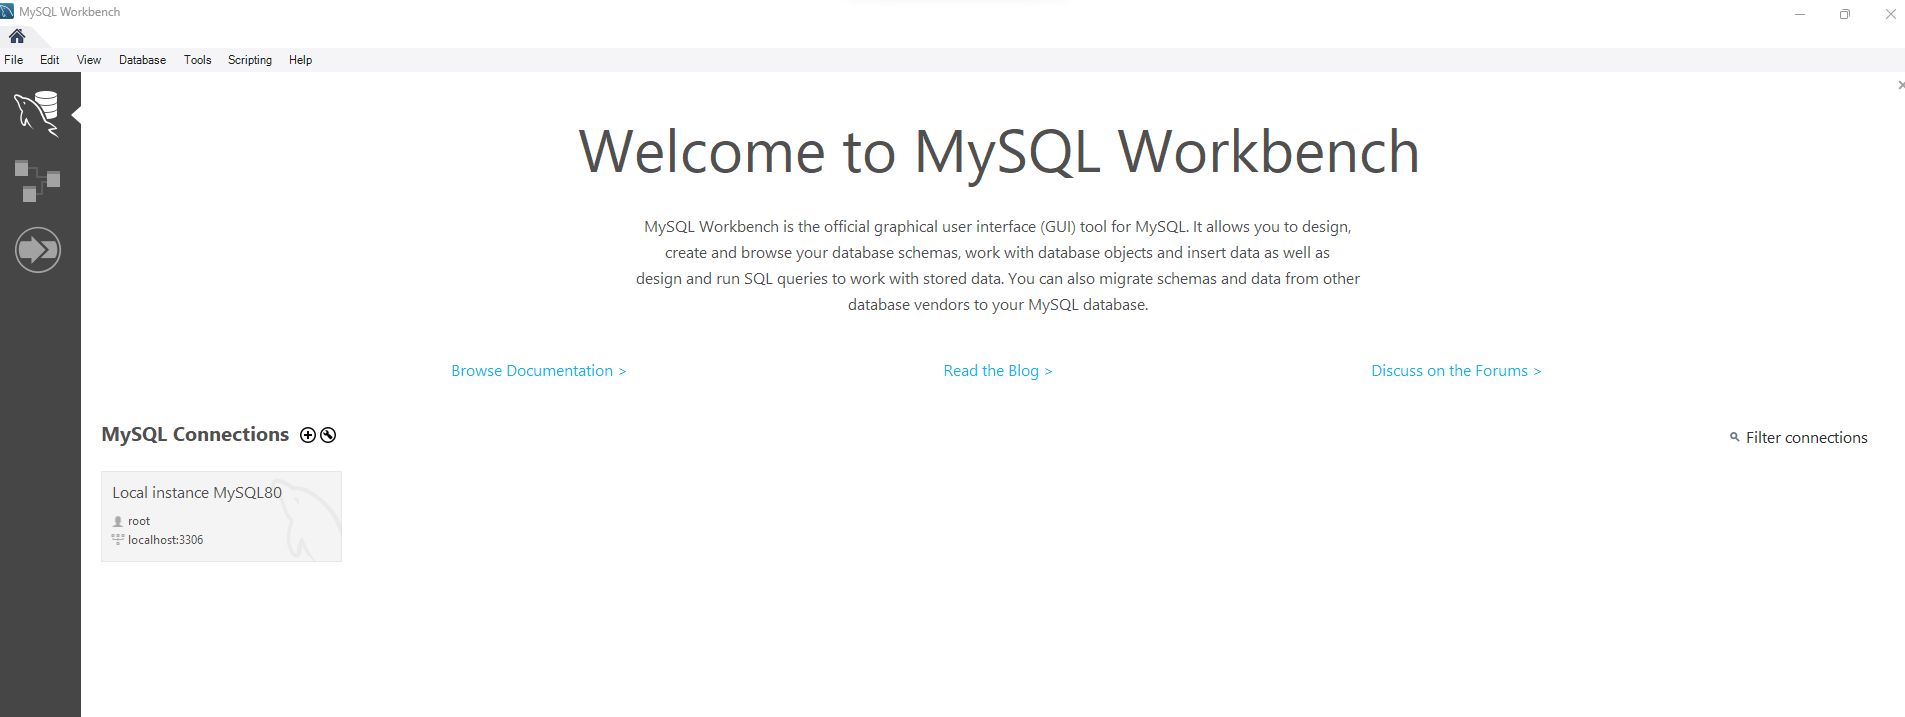 MySQL Workbench
File Edit View Database Tools Scripting Help
Welcome to MySQL Workbench
MySQL Workbench is the official graphical user interface (GUI) tool for MySQL. It allows you to design,
create and browse your database schemas, work with database objects and insert data as well as
design and run SQL queries to work with stored data. You can also migrate schemas and data from other
database vendors to your MySQL database.
Browse Documentation > Read the Blog > Discuss on the Forums >
MySQL Connections
Filter connections
Local instance MySQL80
root
localhost:3306